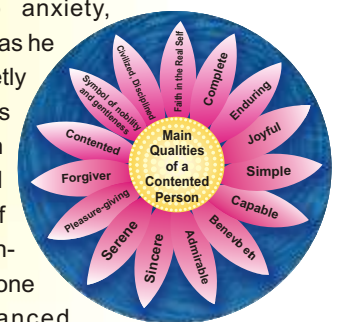 anxiety,
as he
etly
s
f
n-
one
anced
Main
Qualities
of a
Contented
Person
Faith in the Real Self
Complete
Enduring
Joyful
Simple
Capable
Benevb eh
Admirable
Sincere
Serene
Pleasure-giving
Forgiver
Contented
Symbol of nobility
and gentleness
Civilized, Disciplined